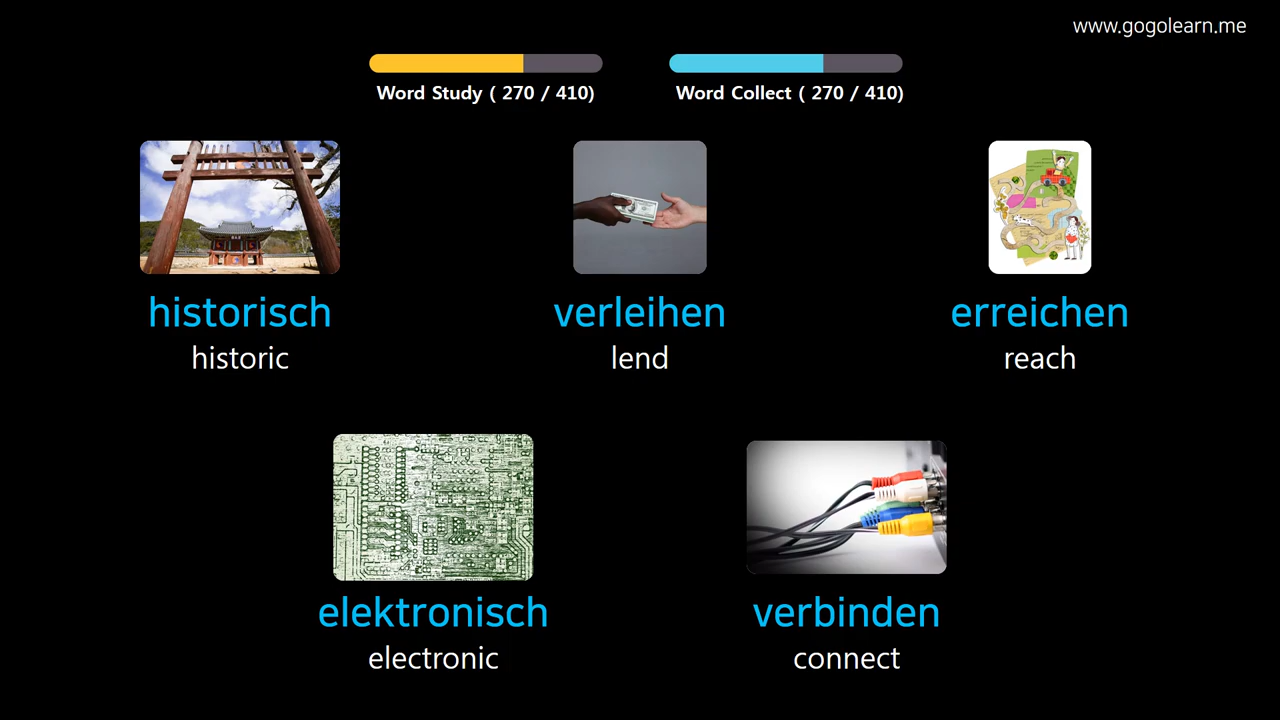 www.gogolearn.me
Word Study ( 270 / 410)
Word Collect ( 270 / 410)
historisch
historic
verleihen
lend
erreichen
reach
elektronisch
electronic
verbinden
connect